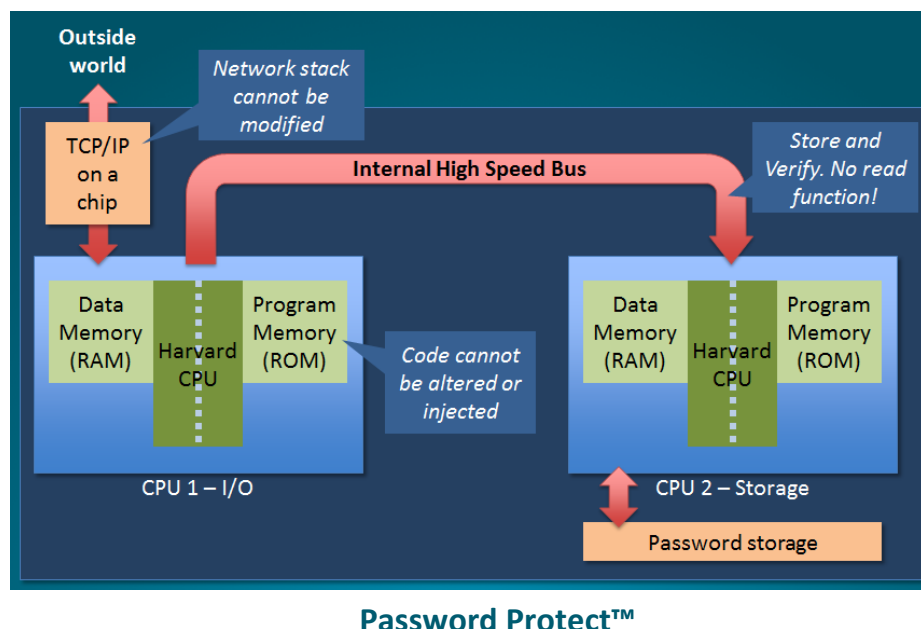 Outside
world
Network stack
cannot be
modified
TCP/IP
on a
chip
Internal High Speed Bus
Store and
Verify. No read
function!
Data
Memory
(RAM)
Harvard
CPU
Program
Memory
(ROM)
Code cannot
be altered or
injected
Data
Memory
(RAM)
Harvard
CPU
Program
Memory
(ROM)
CPU 1 – I/O
CPU 2 – Storage
Password storage
Password Protect™